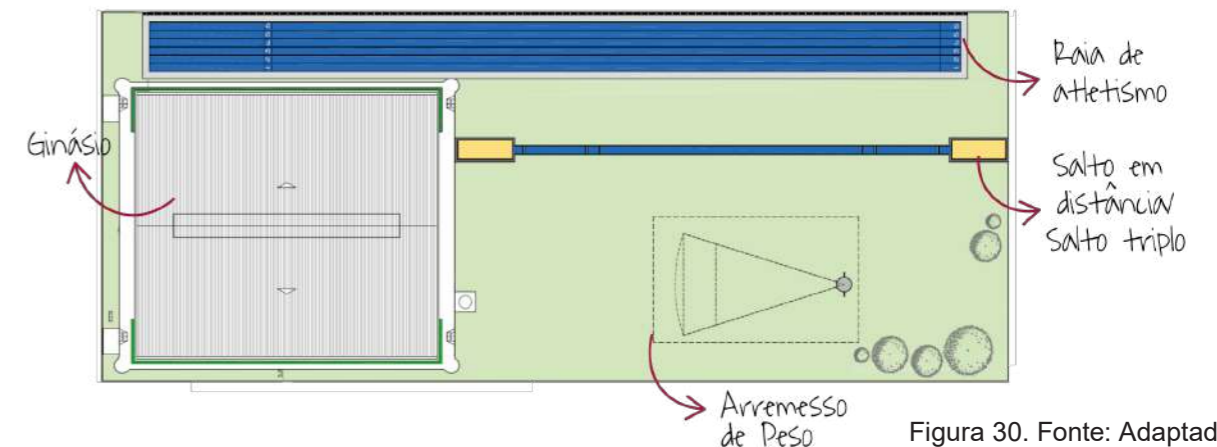 Raia de
atletismo
Ginásio
Salto em
distância/
Salto triplo
Arremesso
de Peso
Figura 30. Fonte: Adaptad